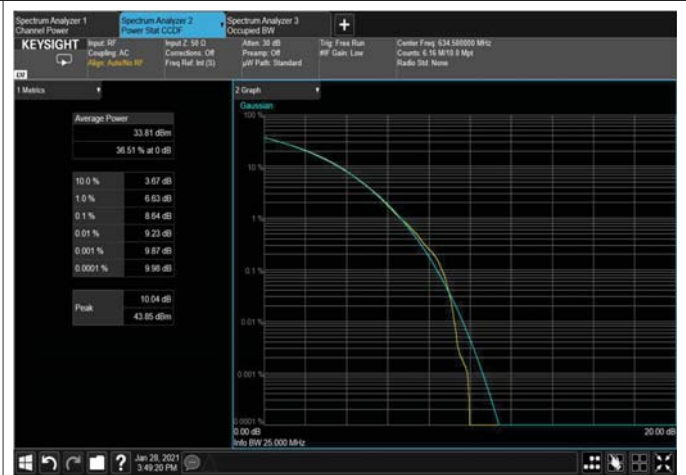 Spectrum Analyzer 1
Channel Power
Spectrum Analyzer 2
Power Stat CCDF
Spectrum Analyzer 3
Occupied BW
+
KEYSIGHT
Input: RF
Coupling: AC
Align: Auto/No RF
Input Z: 50 Ω
Corrections: Off
Freq Ref: Int (S)
Atten: 30 dB
Preamp: Off
µW Path: Standard
Trig: Free Run
#IF Gain: Low
Center Freq: 634.580000 MHz
Counts: 6.16 M/10.0 Mpt
Radio Std: None
1 Metrics
Average Power
33.81 dBm
36.51 % at 0 dB
10.0 % 3.67 dB
1.0 % 6.63 dB
0.1 % 8.64 dB
0.01 % 9.23 dB
0.001 % 9.87 dB
0.0001 % 9.98 dB
Peak
10.04 dB
43.85 dBm
2 Graph
Gaussian
100 %
10 %
1 %
0.1 %
0.01 %
0.001 %
0.0001 %
0.00 dB
20.00 dB
Info BW 25.000 MHz
?
Jan 28, 2021
3:49:20 PM